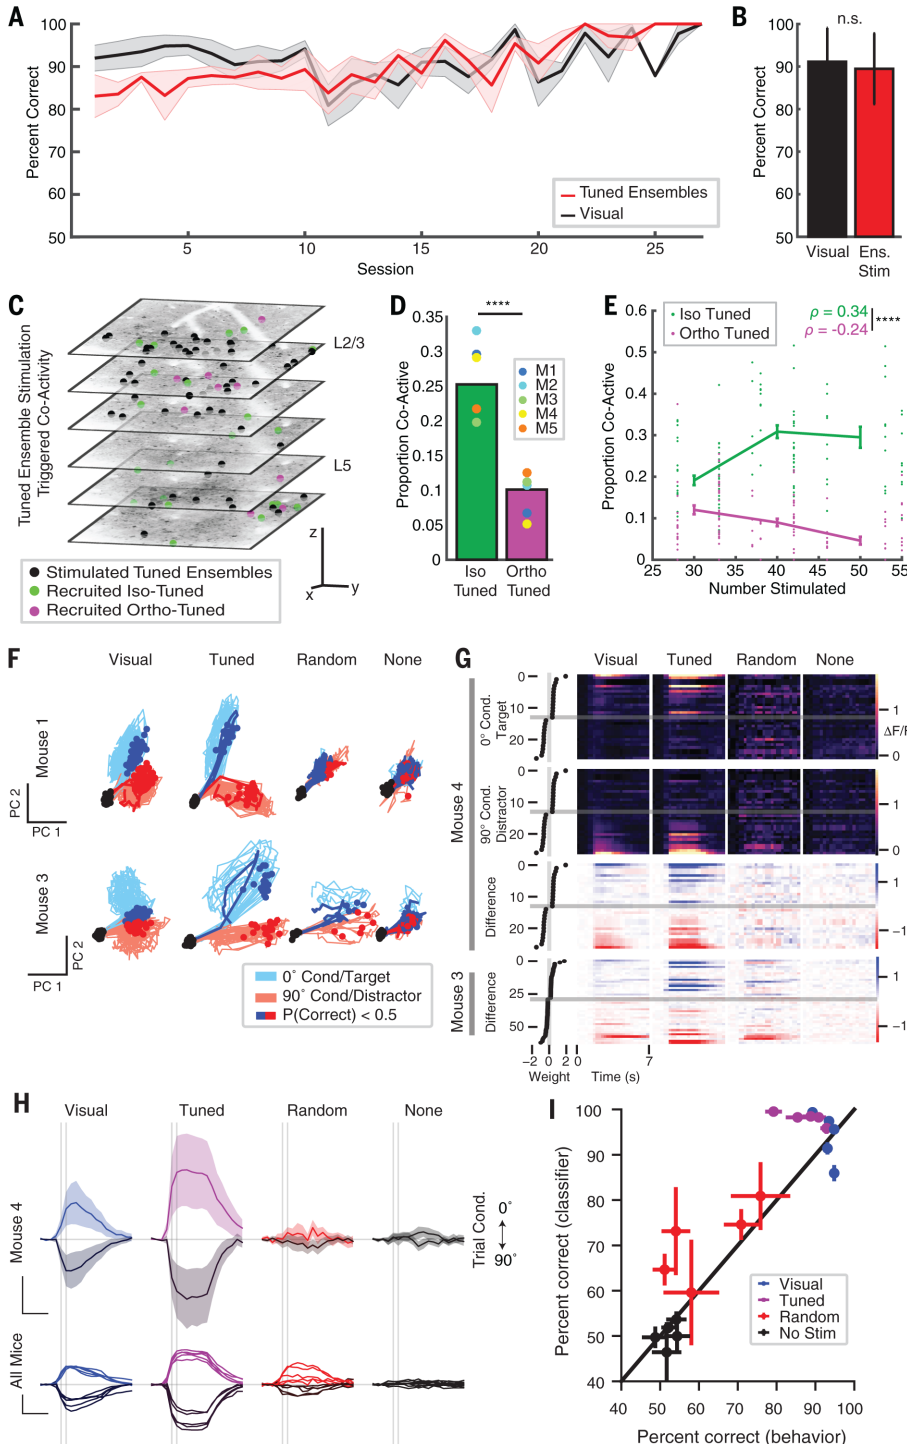 A
Percent Correct
100
90
80
70
60
50
5
10
15
20
25
Session
Tuned Ensembles
Visual
B
n.s.
Percent Correct
100
90
80
70
60
50
Visual
Ens.
Stim
C
Tuned Ensemble Stimulation
Triggered Co-Activity
L2/3
L5
z
x
y
Stimulated Tuned Ensembles
Recruited Iso-Tuned
Recruited Ortho-Tuned
D
****
Proportion Co-Active
0.35
0.3
0.25
0.2
0.15
0.1
0.05
0
M1
M2
M3
M4
M5
Iso
Tuned
Ortho
Tuned
E
Proportion Co-Active
0.6
0.5
0.4
0.3
0.2
0.1
0
Iso Tuned
Ortho Tuned
ρ = 0.34
ρ = -0.24
****
25
30
35
40
45
50
55
Number Stimulated
F
Visual
Tuned
Random
None
Mouse 1
PC 2
PC 1
Mouse 3
PC 2
PC 1
0° Cond/Target
90° Cond/Distractor
P(Correct) < 0.5
G
Visual
Tuned
Random
None
Mouse 4
0° Cond.
Target
0
10
20
1
ΔF/F
0
90° Cond.
Distractor
0
10
20
1
0
Difference
0
10
20
1
−1
Mouse 3
Difference
0
25
50
1
−1
−2
0
2
0
7
Weight
Time (s)
H
Visual
Tuned
Random
None
Mouse 4
Trial Cond.
0°
90°
All Mice
I
Percent correct (classifier)
100
90
80
70
60
50
40
Visual
Tuned
Random
No Stim
40
50
60
70
80
90
100
Percent correct (behavior)